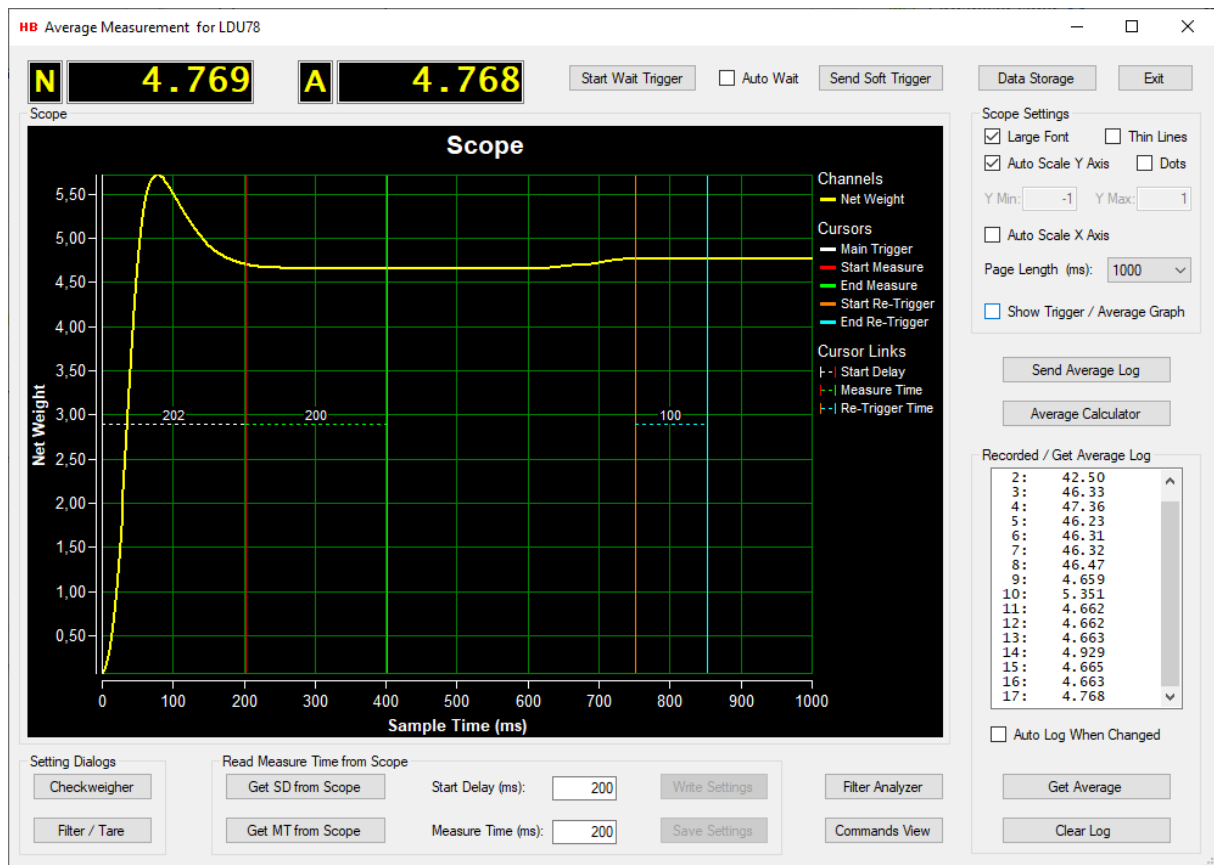 HB Average Measurement for LDU78
N 4.769 A 4.768 Start Wait Trigger Auto Wait Send Soft Trigger Data Storage Exit
Scope
Scope
Channels
Net Weight
Cursors
Main Trigger
Start Measure
End Measure
Start Re-Trigger
End Re-Trigger
Cursor Links
Start Delay
Measure Time
Re-Trigger Time
Net Weight
5,50
5,00
4,50
4,00
3,50
3,00
2,50
2,00
1,50
1,00
0,50
202 200 100
0 100 200 300 400 500 600 700 800 900 1000
Sample Time (ms)
Scope Settings
Large Font Thin Lines
Auto Scale Y Axis Dots
Y Min: -1 Y Max: 1
Auto Scale X Axis
Page Length (ms): 1000
Show Trigger / Average Graph
Send Average Log
Average Calculator
Recorded / Get Average Log
2: 42.50
3: 46.33
4: 47.36
5: 46.23
6: 46.31
7: 46.32
8: 46.47
9: 4.659
10: 5.351
11: 4.662
12: 4.662
13: 4.663
14: 4.929
15: 4.665
16: 4.663
17: 4.768
Auto Log When Changed
Get Average
Clear Log
Setting Dialogs
Checkweigher
Filter / Tare
Read Measure Time from Scope
Get SD from Scope Start Delay (ms): 200 Write Settings
Get MT from Scope Measure Time (ms): 200 Save Settings
Filter Analyzer
Commands View